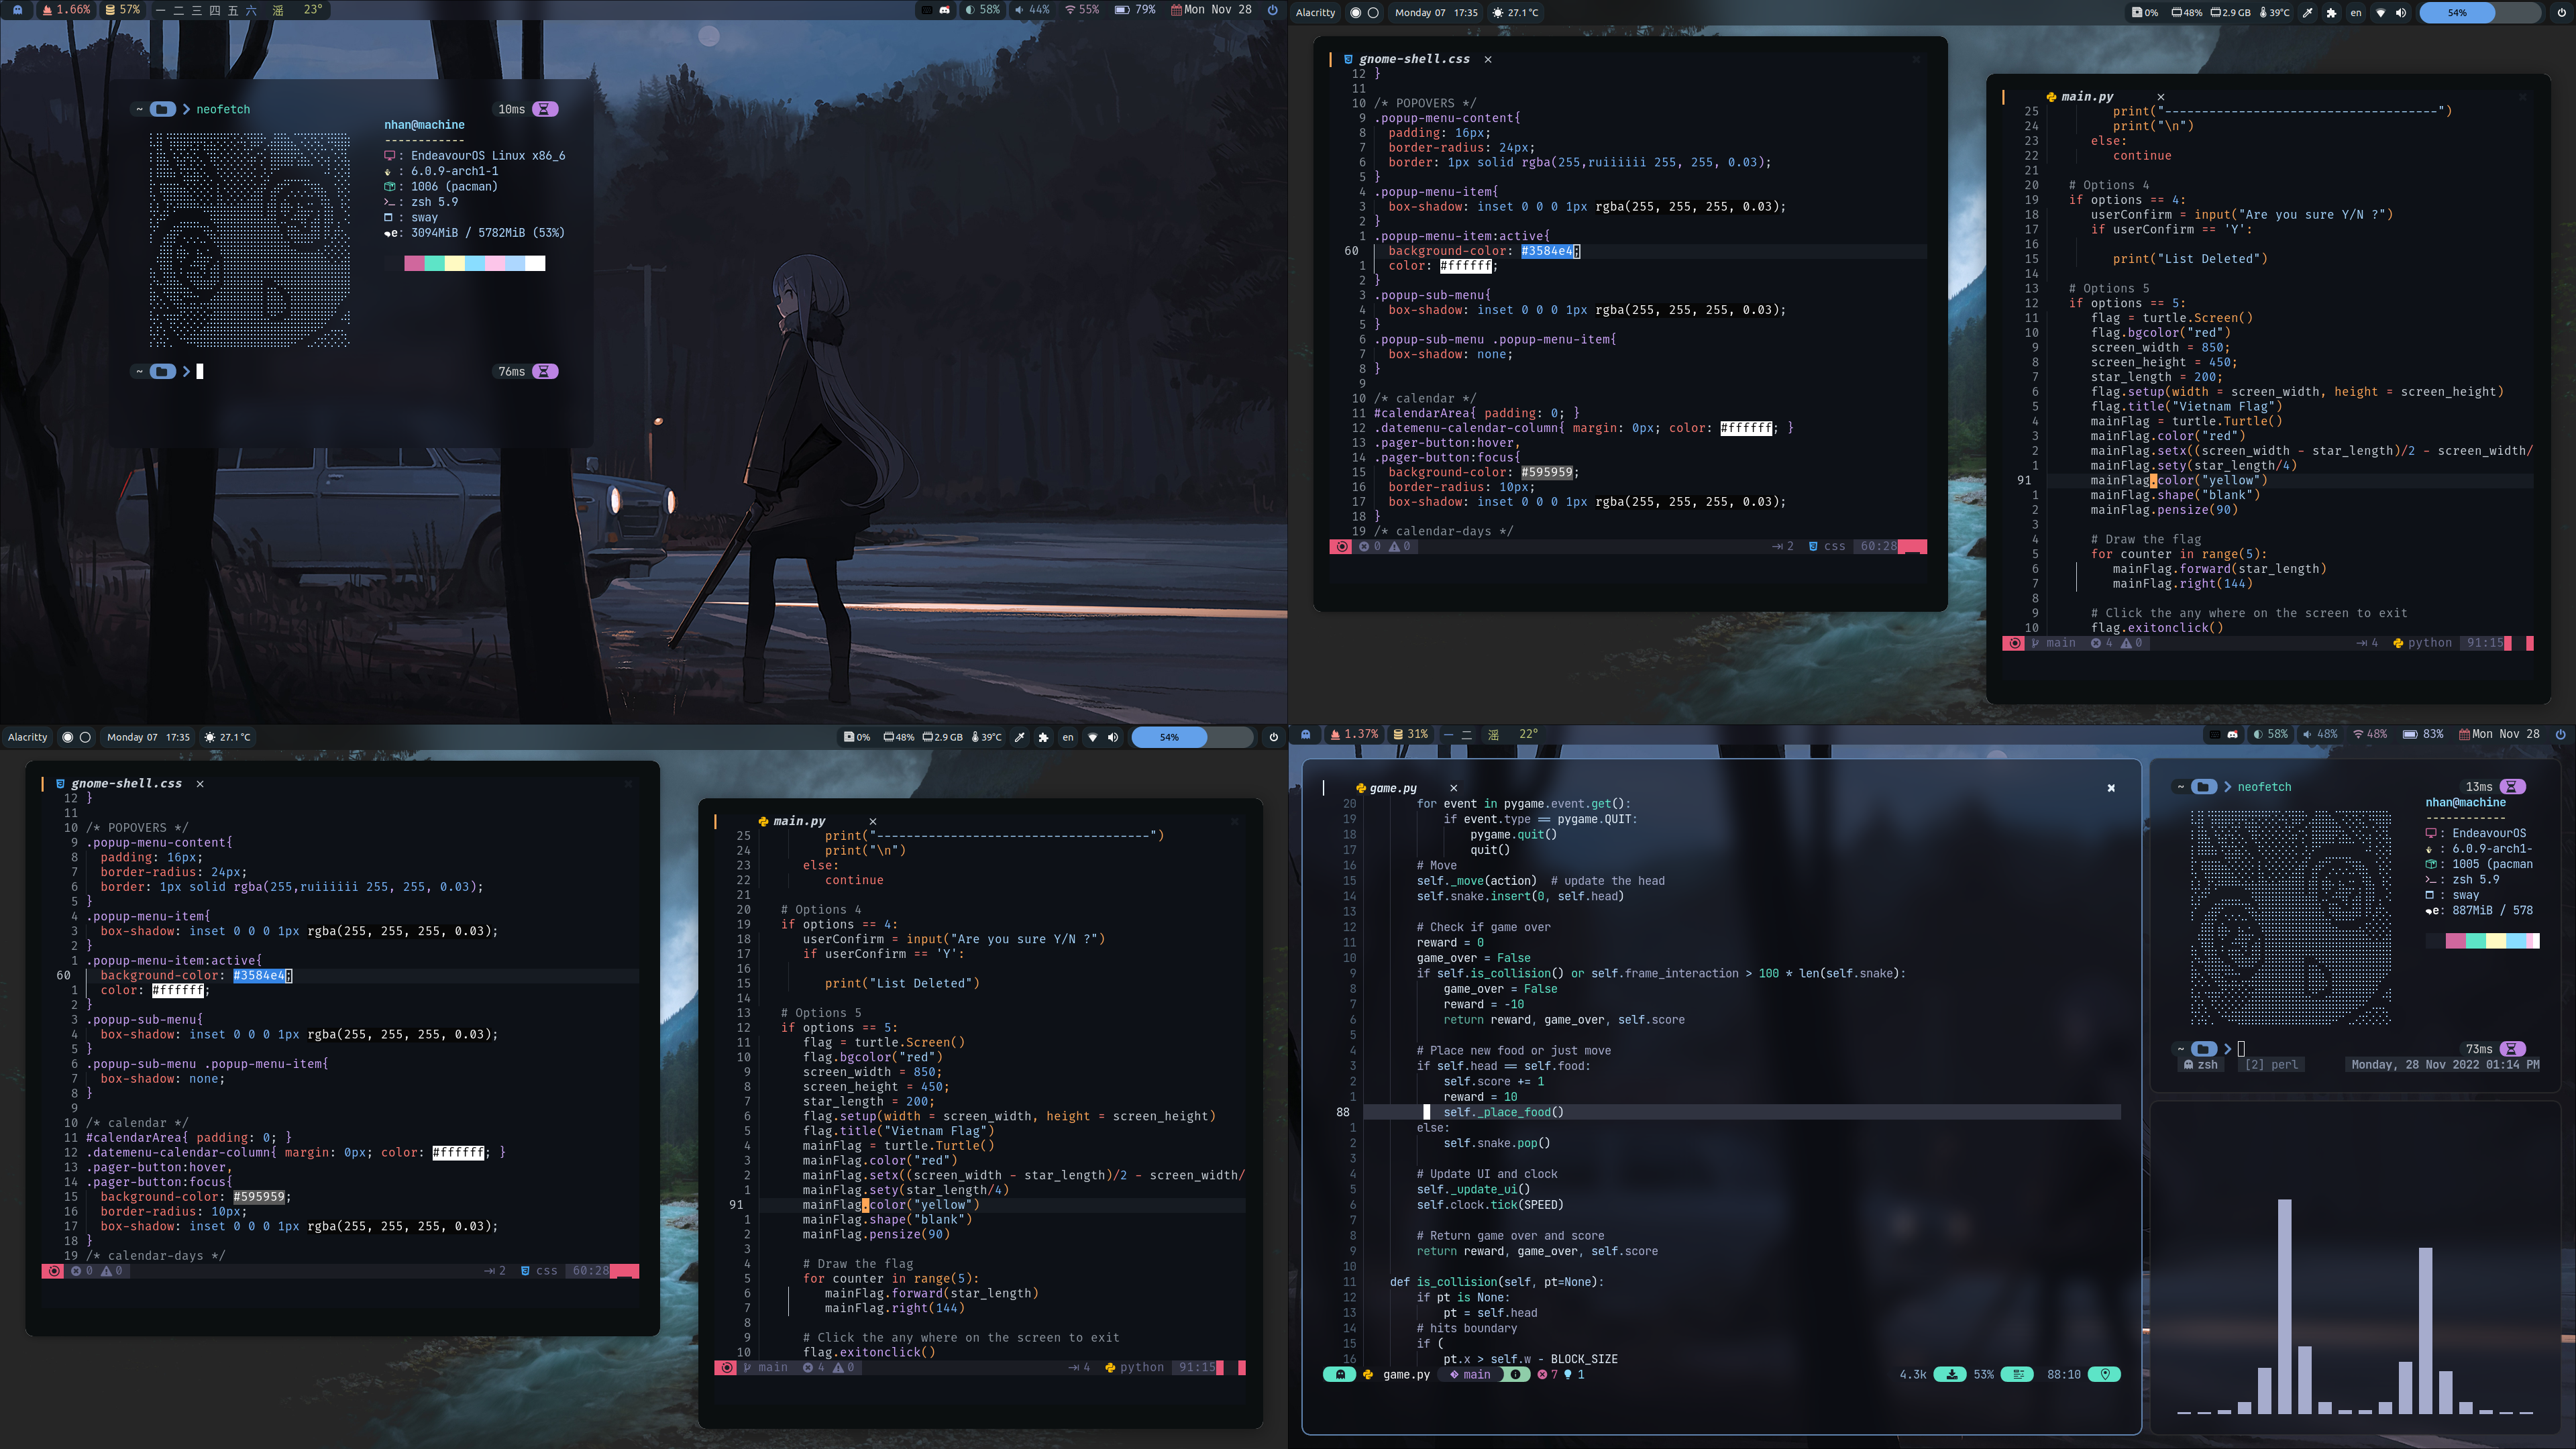 1.66% 57% 一 二 三 四 五 六 滛 23°
58% 44% 55% 79% Mon Nov 28
~ neofetch 10ms
nhan@machine
------------
: EndeavourOS Linux x86_6
: 6.0.9-arch1-1
: 1006 (pacman)
: zsh 5.9
: sway
e: 3094MiB / 5782MiB (53%)
~ 76ms
Alacritty Monday 07 17:35 27.1 °C
0% 48% 2.9 GB 39°C en 54%
gnome-shell.css ×
12 }
11
10 /* POPOVERS */
9 .popup-menu-content{
8 padding: 16px;
7 border-radius: 24px;
6 border: 1px solid rgba(255,ruiiiiii 255, 255, 0.03);
5 }
4 .popup-menu-item{
3 box-shadow: inset 0 0 0 1px rgba(255, 255, 255, 0.03);
2 }
1 .popup-menu-item:active{
60 background-color: #3584e4;
1 color: #ffffff;
2 }
3 .popup-sub-menu{
4 box-shadow: inset 0 0 0 1px rgba(255, 255, 255, 0.03);
5 }
6 .popup-sub-menu .popup-menu-item{
7 box-shadow: none;
8 }
9
10 /* calendar */
11 #calendarArea{ padding: 0; }
12 .datemenu-calendar-column{ margin: 0px; color: #ffffff; }
13 .pager-button:hover,
14 .pager-button:focus{
15 background-color: #595959;
16 border-radius: 10px;
17 box-shadow: inset 0 0 0 1px rgba(255, 255, 255, 0.03);
18 }
19 /* calendar-days */
0 0 2 css 60:28
main.py ×
25 print("-------------------------------------")
24 print("\n")
23 else:
22 continue
21
20 # Options 4
19 if options == 4:
18 userConfirm = input("Are you sure Y/N ?")
17 if userConfirm == 'Y':
16
15 print("List Deleted")
14
13 # Options 5
12 if options == 5:
11 flag = turtle.Screen()
10 flag.bgcolor("red")
9 screen_width = 850;
8 screen_height = 450;
7 star_length = 200;
6 flag.setup(width = screen_width, height = screen_height)
5 flag.title("Vietnam Flag")
4 mainFlag = turtle.Turtle()
3 mainFlag.color("red")
2 mainFlag.setx((screen_width - star_length)/2 - screen_width/
1 mainFlag.sety(star_length/4)
91 mainFlag.color("yellow")
1 mainFlag.shape("blank")
2 mainFlag.pensize(90)
3
4 # Draw the flag
5 for counter in range(5):
6 mainFlag.forward(star_length)
7 mainFlag.right(144)
8
9 # Click the any where on the screen to exit
10 flag.exitonclick()
main 4 0 4 python 91:15
Alacritty Monday 07 17:35 27.1 °C
0% 48% 2.9 GB 39°C en 54%
gnome-shell.css ×
12 }
11
10 /* POPOVERS */
9 .popup-menu-content{
8 padding: 16px;
7 border-radius: 24px;
6 border: 1px solid rgba(255,ruiiiiii 255, 255, 0.03);
5 }
4 .popup-menu-item{
3 box-shadow: inset 0 0 0 1px rgba(255, 255, 255, 0.03);
2 }
1 .popup-menu-item:active{
60 background-color: #3584e4;
1 color: #ffffff;
2 }
3 .popup-sub-menu{
4 box-shadow: inset 0 0 0 1px rgba(255, 255, 255, 0.03);
5 }
6 .popup-sub-menu .popup-menu-item{
7 box-shadow: none;
8 }
9
10 /* calendar */
11 #calendarArea{ padding: 0; }
12 .datemenu-calendar-column{ margin: 0px; color: #ffffff; }
13 .pager-button:hover,
14 .pager-button:focus{
15 background-color: #595959;
16 border-radius: 10px;
17 box-shadow: inset 0 0 0 1px rgba(255, 255, 255, 0.03);
18 }
19 /* calendar-days */
0 0 2 css 60:28
main.py ×
25 print("-------------------------------------")
24 print("\n")
23 else:
22 continue
21
20 # Options 4
19 if options == 4:
18 userConfirm = input("Are you sure Y/N ?")
17 if userConfirm == 'Y':
16
15 print("List Deleted")
14
13 # Options 5
12 if options == 5:
11 flag = turtle.Screen()
10 flag.bgcolor("red")
9 screen_width = 850;
8 screen_height = 450;
7 star_length = 200;
6 flag.setup(width = screen_width, height = screen_height)
5 flag.title("Vietnam Flag")
4 mainFlag = turtle.Turtle()
3 mainFlag.color("red")
2 mainFlag.setx((screen_width - star_length)/2 - screen_width/
1 mainFlag.sety(star_length/4)
91 mainFlag.color("yellow")
1 mainFlag.shape("blank")
2 mainFlag.pensize(90)
3
4 # Draw the flag
5 for counter in range(5):
6 mainFlag.forward(star_length)
7 mainFlag.right(144)
8
9 # Click the any where on the screen to exit
10 flag.exitonclick()
main 4 0 4 python 91:15
1.37% 31% 一 二 滛 22°
58% 48% 48% 83% Mon Nov 28
game.py ×
20 for event in pygame.event.get():
19 if event.type == pygame.QUIT:
18 pygame.quit()
17 quit()
16 # Move
15 self._move(action) # update the head
14 self.snake.insert(0, self.head)
13
12 # Check if game over
11 reward = 0
10 game_over = False
9 if self.is_collision() or self.frame_interaction > 100 * len(self.snake):
8 game_over = False
7 reward = -10
6 return reward, game_over, self.score
5
4 # Place new food or just move
3 if self.head == self.food:
2 self.score += 1
1 reward = 10
88 self._place_food()
1 else:
2 self.snake.pop()
3
4 # Update UI and clock
5 self._update_ui()
6 self.clock.tick(SPEED)
7
8 # Return game over and score
9 return reward, game_over, self.score
10
11 def is_collision(self, pt=None):
12 if pt is None:
13 pt = self.head
14 # hits boundary
15 if (
16 pt.x > self.w - BLOCK_SIZE
game.py main 7 1 4.3k 53% 88:10
~ neofetch 13ms
nhan@machine
------------
: EndeavourOS
: 6.0.9-arch1-
: 1005 (pacman
: zsh 5.9
: sway
e: 887MiB / 578
~ 73ms
zsh [2] perl Monday, 28 Nov 2022 01:14 PM